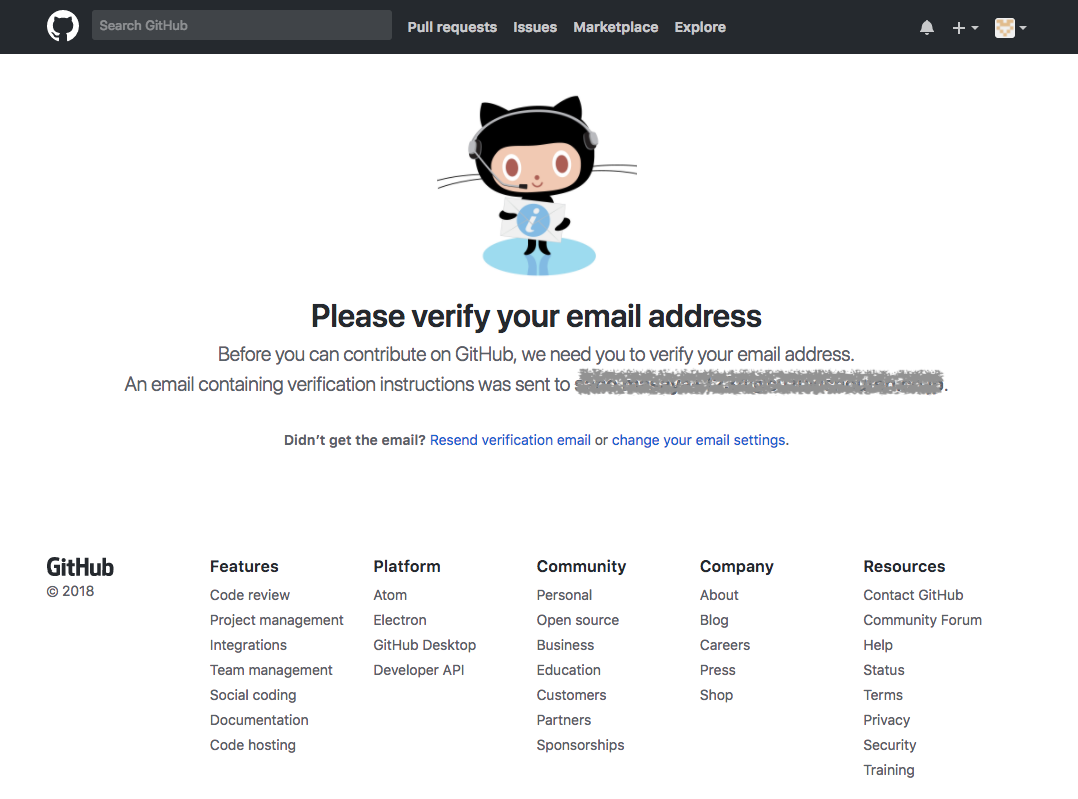 Search GitHub
Pull requests Issues Marketplace Explore
i
Please verify your email address
Before you can contribute on GitHub, we need you to verify your email address.
An email containing verification instructions was sent to .
Didn’t get the email? Resend verification email or change your email settings.
GitHub
© 2018
Features
Code review
Project management
Integrations
Team management
Social coding
Documentation
Code hosting
Platform
Atom
Electron
GitHub Desktop
Developer API
Community
Personal
Open source
Business
Education
Customers
Partners
Sponsorships
Company
About
Blog
Careers
Press
Shop
Resources
Contact GitHub
Community Forum
Help
Status
Terms
Privacy
Security
Training